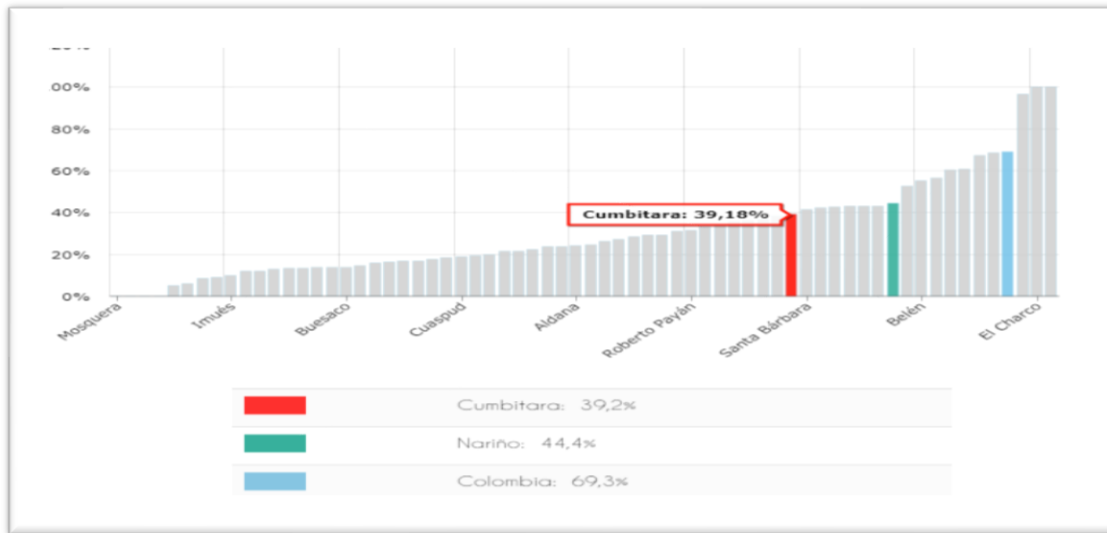 00%
80%
60%
40%
20%
0%
Cumbitara: 39,18%
Mosquera
Imués
Buesaco
Cuaspud
Aldana
Roberto Payán
Santa Bárbara
Belén
El Charco
Cumbitara: 39,2%
Nariño: 44,4%
Colombia: 69,3%